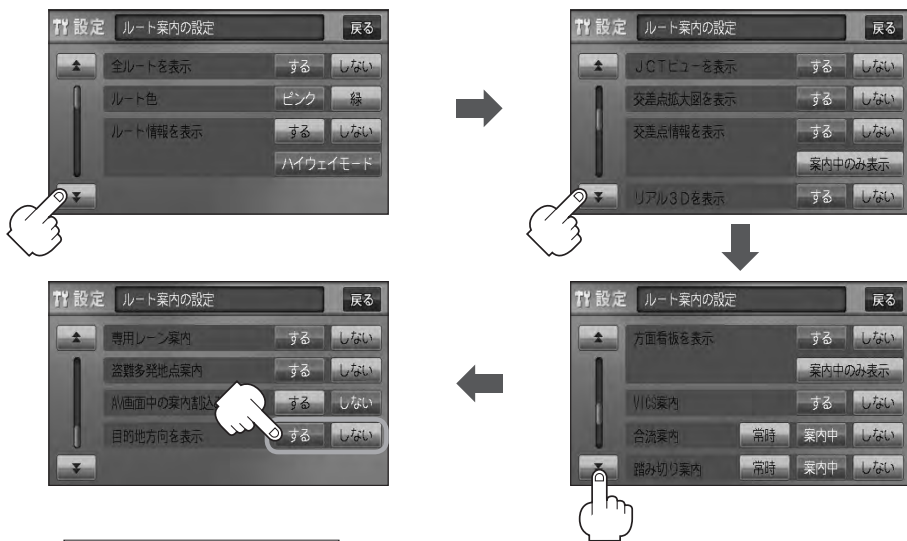 設定 ルート案内の設定 戻る
全ルートを表示 する しない
ルート色 ピンク 緑
ルート情報を表示 する しない
ハイウェイモード
設定 ルート案内の設定 戻る
JCTビューを表示 する しない
交差点拡大図を表示 する しない
交差点情報を表示 する しない
案内中のみ表示
リアル3Dを表示 する しない
設定 ルート案内の設定 戻る
方面看板を表示 する しない
案内中のみ表示
VICS案内 する しない
合流案内 常時 案内中 しない
踏み切り案内 常時 案内中 しない
設定 ルート案内の設定 戻る
専用レーン案内 する しない
盗難多発地点案内 する しない
AV画面中の案内割込 する しない
目的地方向を表示 する しない